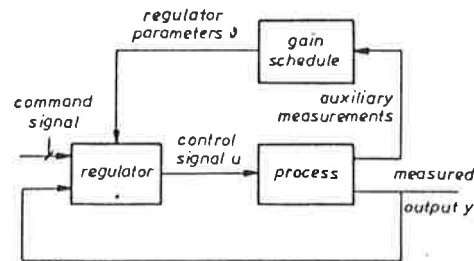 regulator
parameters ϑ
gain
schedule
command
signal
auxiliary
measurements
control
signal u
regulator
process
measured
output y